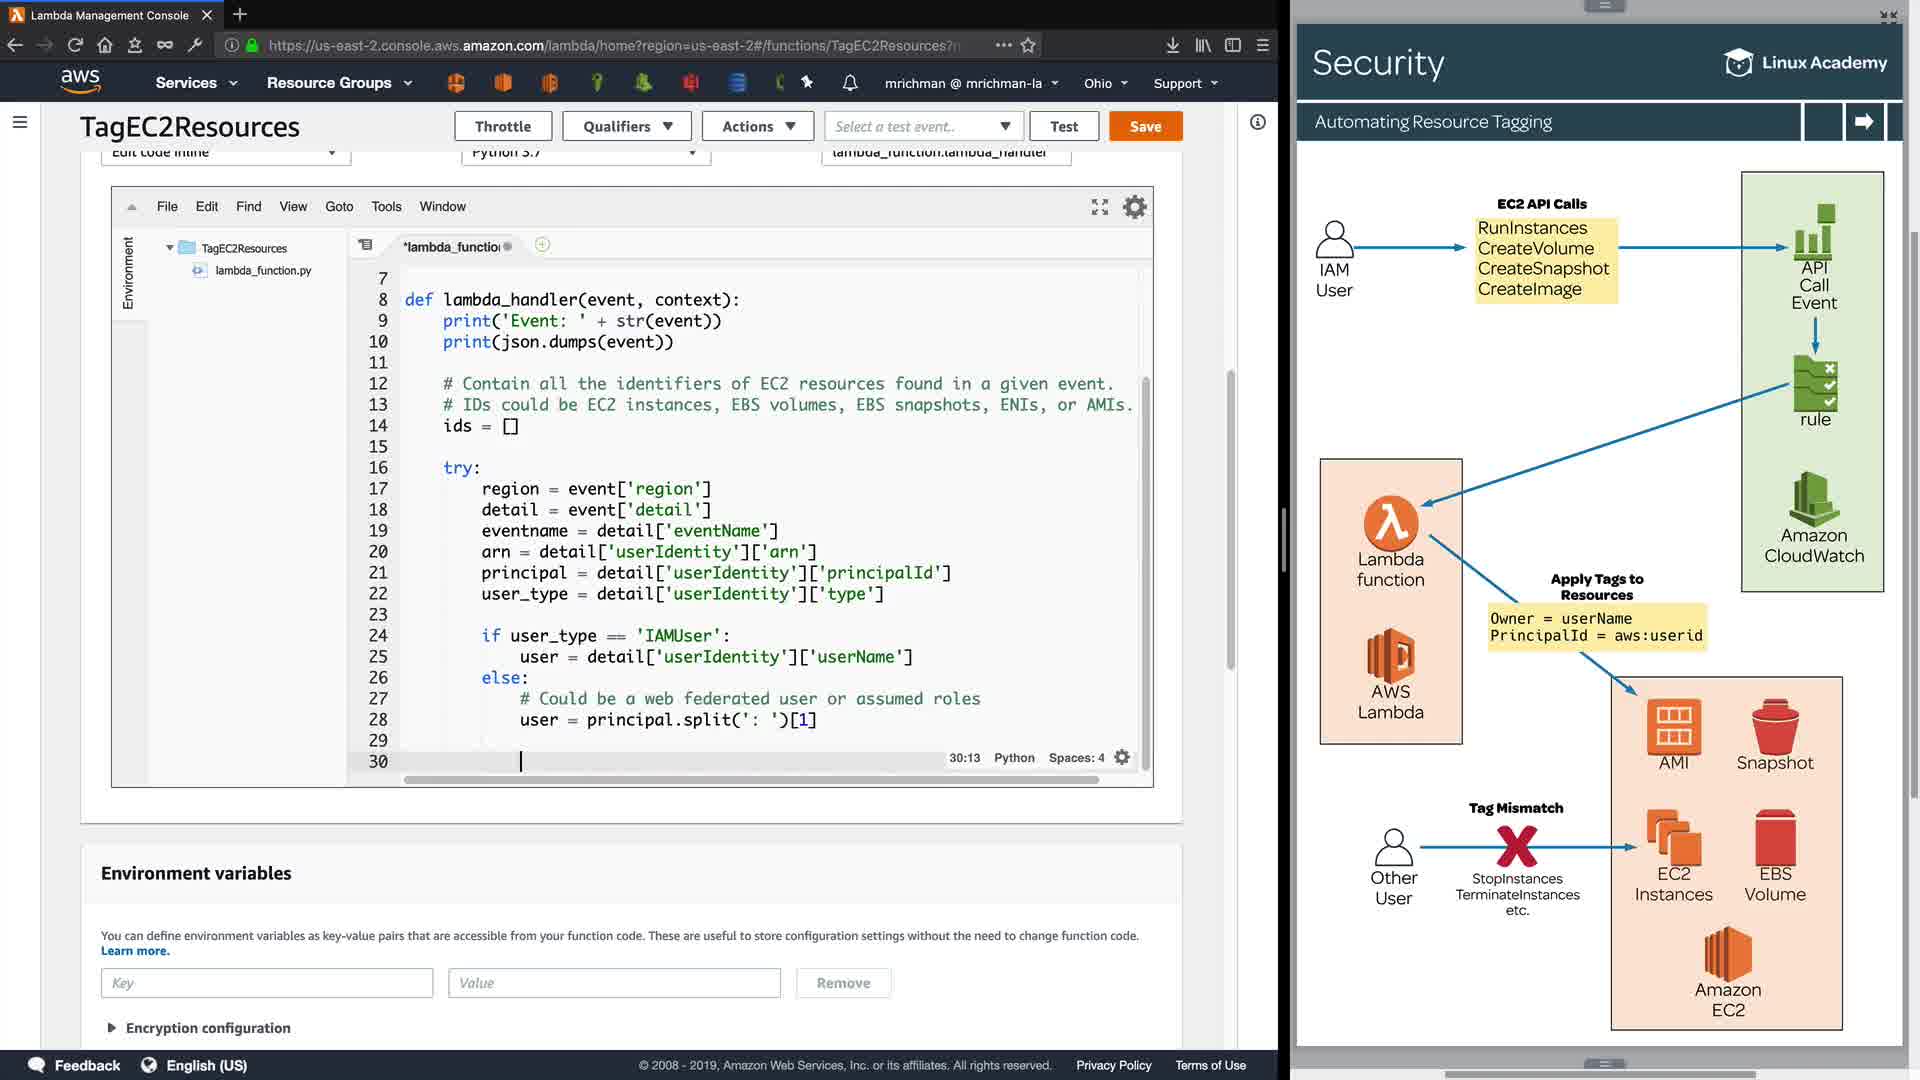 Lambda Management Console
https://us-east-2.console.aws.amazon.com/lambda/home?region=us-east-2#/functions/TagEC2Resources?
aws
Services
Resource Groups
mrichman @ mrichman-la
Ohio
Support
TagEC2Resources
Throttle
Qualifiers
Actions
Select a test event..
Test
Save
Edit code inline
Python 3.7
lambda_function.lambda_handler
File
Edit
Find
View
Goto
Tools
Window
Environment
TagEC2Resources
lambda_function.py
*lambda_function
7
8 def lambda_handler(event, context):
9 print('Event: ' + str(event))
10 print(json.dumps(event))
11
12 # Contain all the identifiers of EC2 resources found in a given event.
13 # IDs could be EC2 instances, EBS volumes, EBS snapshots, ENIs, or AMIs.
14 ids = []
15
16 try:
17 region = event['region']
18 detail = event['detail']
19 eventname = detail['eventName']
20 arn = detail['userIdentity']['arn']
21 principal = detail['userIdentity']['principalId']
22 user_type = detail['userIdentity']['type']
23
24 if user_type == 'IAMUser':
25 user = detail['userIdentity']['userName']
26 else:
27 # Could be a web federated user or assumed roles
28 user = principal.split(': ')[1]
29
30
30:13 Python Spaces: 4
Environment variables
You can define environment variables as key-value pairs that are accessible from your function code. These are useful to store configuration settings without the need to change function code.
Learn more.
Key
Value
Remove
Encryption configuration
Feedback
English (US)
© 2008 - 2019, Amazon Web Services, Inc. or its affiliates. All rights reserved.
Privacy Policy
Terms of Use
Security
Linux Academy
Automating Resource Tagging
EC2 API Calls
RunInstances
CreateVolume
CreateSnapshot
CreateImage
IAM
User
API
Call
Event
rule
Amazon
CloudWatch
Lambda
function
AWS
Lambda
Apply Tags to
Resources
Owner = userName
PrincipalId = aws:userid
AMI
Snapshot
Tag Mismatch
Other
User
StopInstances
TerminateInstances
etc.
EC2
Instances
EBS
Volume
Amazon
EC2